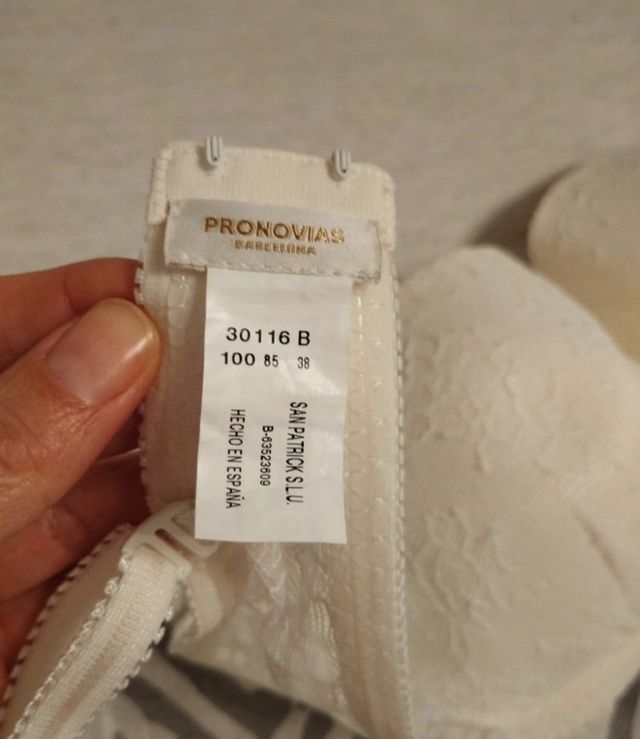 PRONOVIAS
BARCELONA
30116 B
100 85 38
SAN PATRICK S.L.U.
B-63523609
HECHO EN ESPAÑA